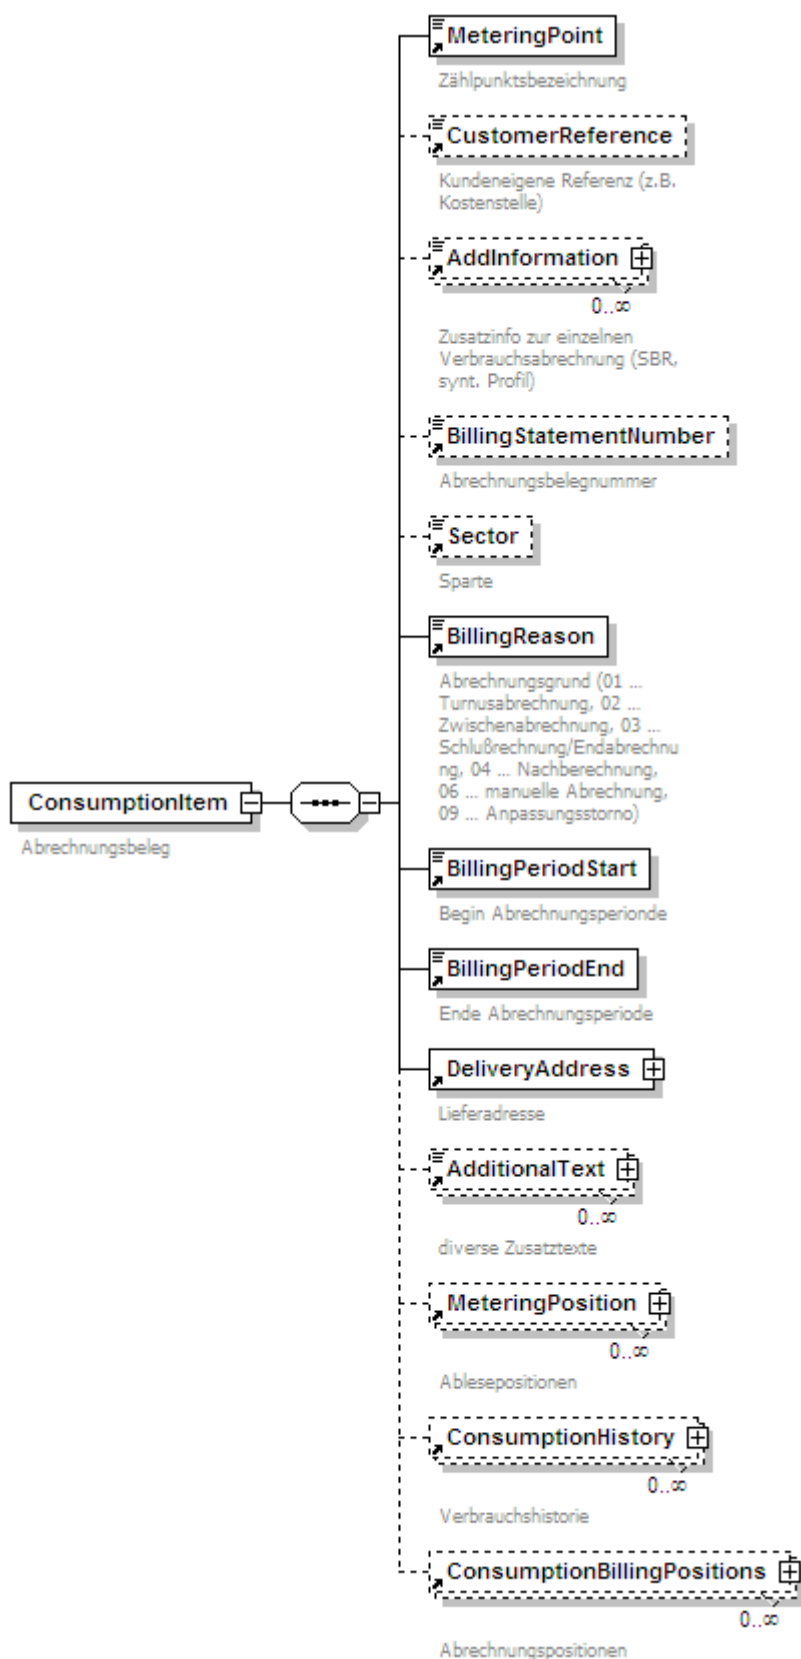 MeteringPoint
Zählpunktsbezeichnung
CustomerReference
Kundeneigene Referenz (z.B.
Kostenstelle)
AddInformation
0..∞
Zusatzinfo zur einzelnen
Verbrauchsabrechnung (SBR,
synt. Profil)
BillingStatementNumber
Abrechnungsbelegnummer
Sector
Sparte
BillingReason
Abrechnungsgrund (01 ...
Turnusabrechnung, 02 ...
Zwischenabrechnung, 03 ...
Schlußrechnung/Endabrechnu
ng, 04 ... Nachberechnung,
06 ... manuelle Abrechnung,
09 ... Anpassungsstorno)
ConsumptionItem
Abrechnungsbeleg
BillingPeriodStart
Begin Abrechnungsperionde
BillingPeriodEnd
Ende Abrechnungsperiode
DeliveryAddress
Lieferadresse
AdditionalText
0..∞
diverse Zusatztexte
MeteringPosition
0..∞
Ablesepositionen
ConsumptionHistory
0..∞
Verbrauchshistorie
ConsumptionBillingPositions
0..∞
Abrechnungspositionen